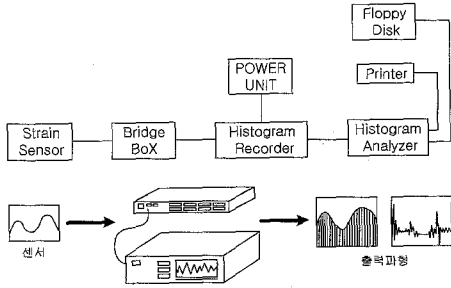 Floppy
Disk
Printer
POWER
UNIT
Strain
Sensor
Bridge
BoX
Histogram
Recorder
Histogram
Analyzer
센서
출력파형